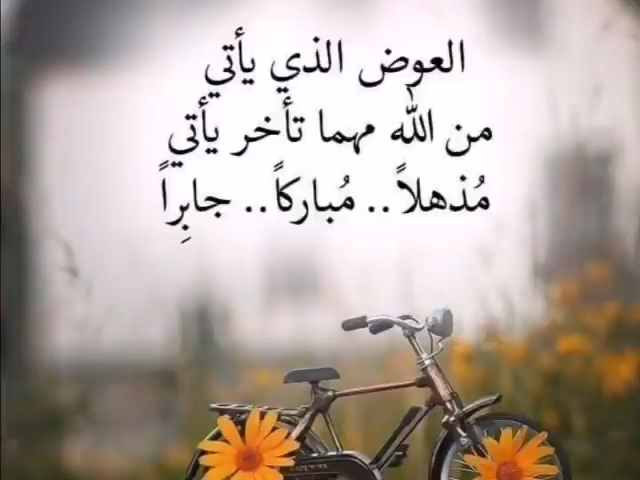 العوض الذي يأتي
من الله مهما تأخر يأتي
مُذهلاً.. مُباركاً.. جابِراً